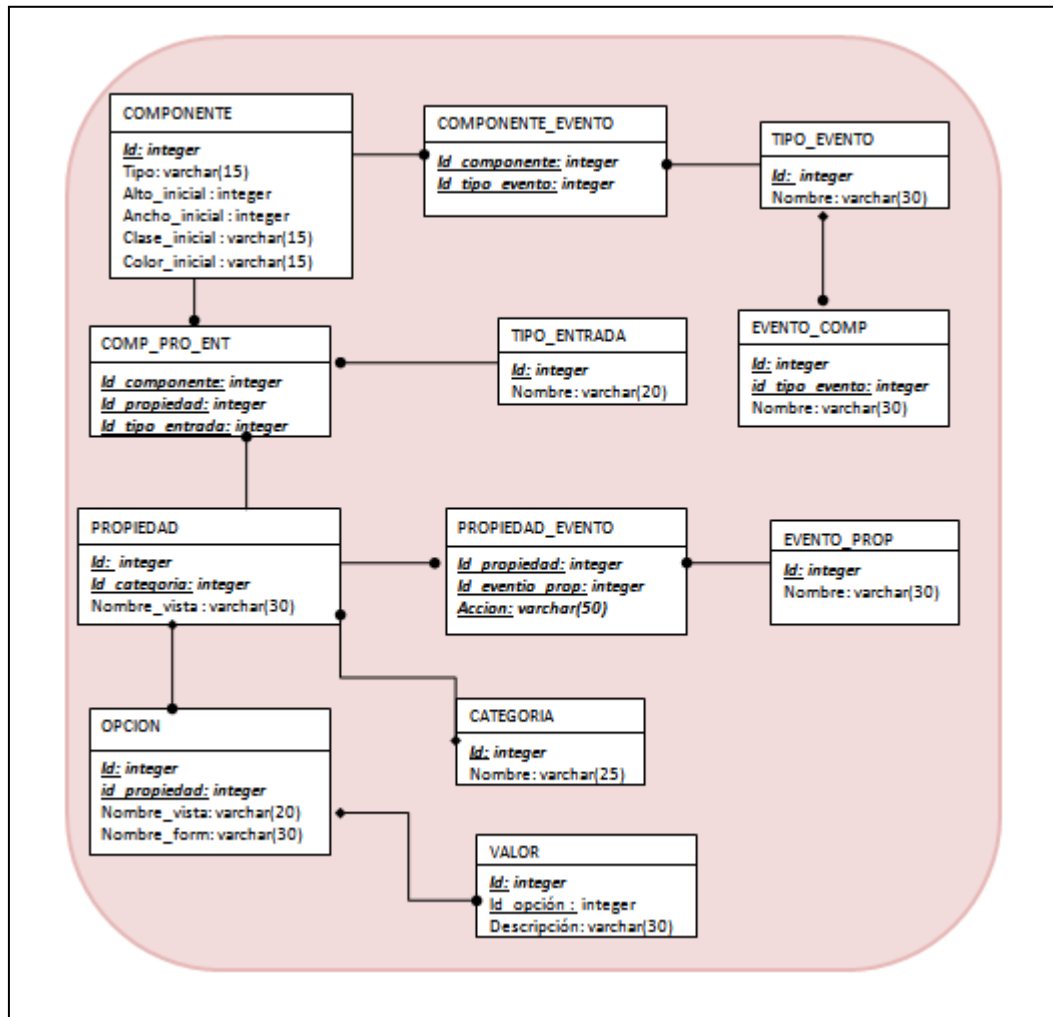 COMPONENTE
Id: integer
Tipo: varchar(15)
Alto_inicial : integer
Ancho_inicial : integer
Clase_inicial : varchar(15)
Color_inicial : varchar(15)
COMPONENTE_EVENTO
Id_componente: integer
Id_tipo_evento: integer
TIPO_EVENTO
Id: integer
Nombre: varchar(30)
COMP_PRO_ENT
Id_componente: integer
Id_propiedad: integer
Id_tipo_entrada: integer
TIPO_ENTRADA
Id: integer
Nombre: varchar(20)
EVENTO_COMP
Id: integer
id_tipo_evento: integer
Nombre: varchar(30)
PROPIEDAD
Id: integer
Id_categoria: integer
Nombre_vista : varchar(30)
PROPIEDAD_EVENTO
Id_propiedad: integer
Id_eventio_prop: integer
Accion: varchar(50)
EVENTO_PROP
Id: integer
Nombre: varchar(30)
OPCION
Id: integer
id_propiedad: integer
Nombre_vista: varchar(20)
Nombre_form: varchar(30)
CATEGORIA
Id: integer
Nombre: varchar(25)
VALOR
Id: integer
Id_opción : integer
Descripción: varchar(30)